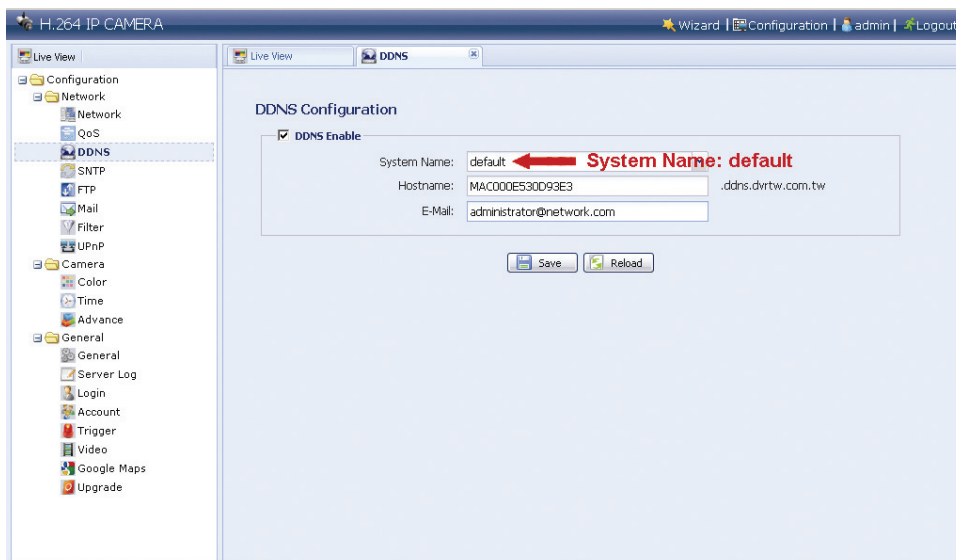 H.264 IP CAMERA
Wizard | Configuration | admin | Logout
Live View
Configuration
Network
Network
QoS
DDNS
SNTP
FTP
Mail
Filter
UPnP
Camera
Color
Time
Advance
General
General
Server Log
Login
Account
Trigger
Video
Google Maps
Upgrade
Live View
DDNS
DDNS Configuration
DDNS Enable
System Name: default System Name: default
Hostname: MAC000E530D93E3 .ddns.dvrtw.com.tw
E-Mail: administrator@network.com
Save Reload